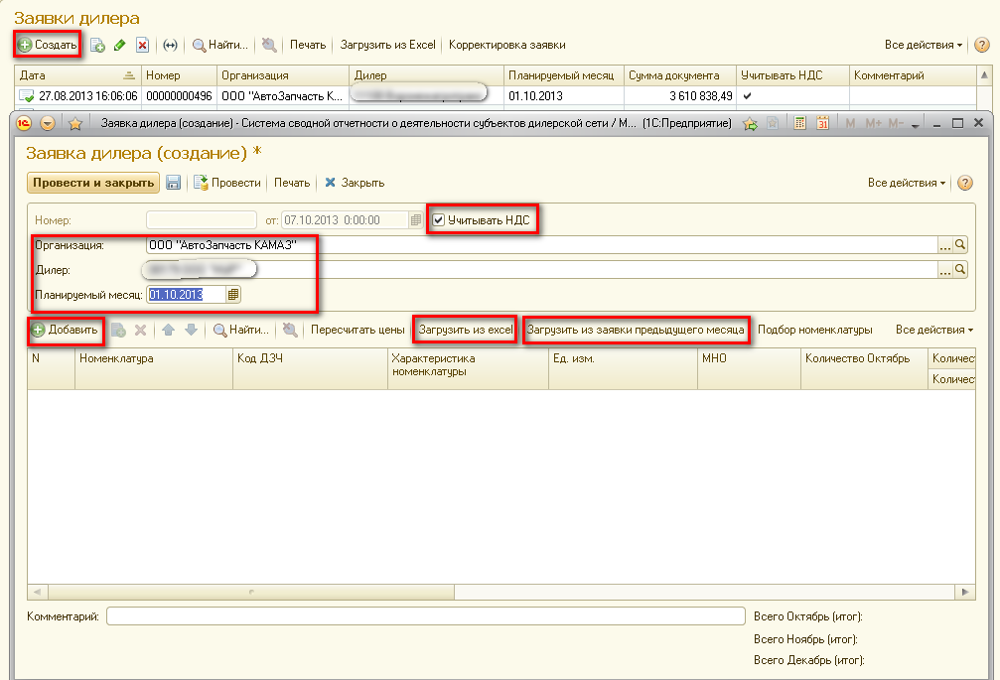 Заявки дилера
Создать Найти... Печать Загрузить из Excel Корректировка заявки Все действия
Дата Номер Организация Дилер Планируемый месяц Сумма документа Учитывать НДС Комментарий
27.08.2013 16:06:06 00000000496 ООО "АвтоЗапчасть К... 01.10.2013 3 610 838,49
Заявка дилера (создание) - Система сводной отчетности о деятельности субъектов дилерской сети / М... (1С:Предприятие) M M+ M-
Заявка дилера (создание) *
Провести и закрыть Провести Печать Закрыть Все действия
Номер: от: 07.10.2013 0:00:00 Учитывать НДС
Организация: ООО "АвтоЗапчасть КАМАЗ"
Дилер:
Планируемый месяц: 01.10.2013
Добавить Найти... Пересчитать цены Загрузить из excel Загрузить из заявки предыдущего месяца Подбор номенклатуры Все действия
N Номенклатура Код ДЗЧ Характеристика номенклатуры Ед. изм. МНО Количество Октябрь Количес
Количес
Комментарий: Всего Октябрь (итог):
Всего Ноябрь (итог):
Всего Декабрь (итог):